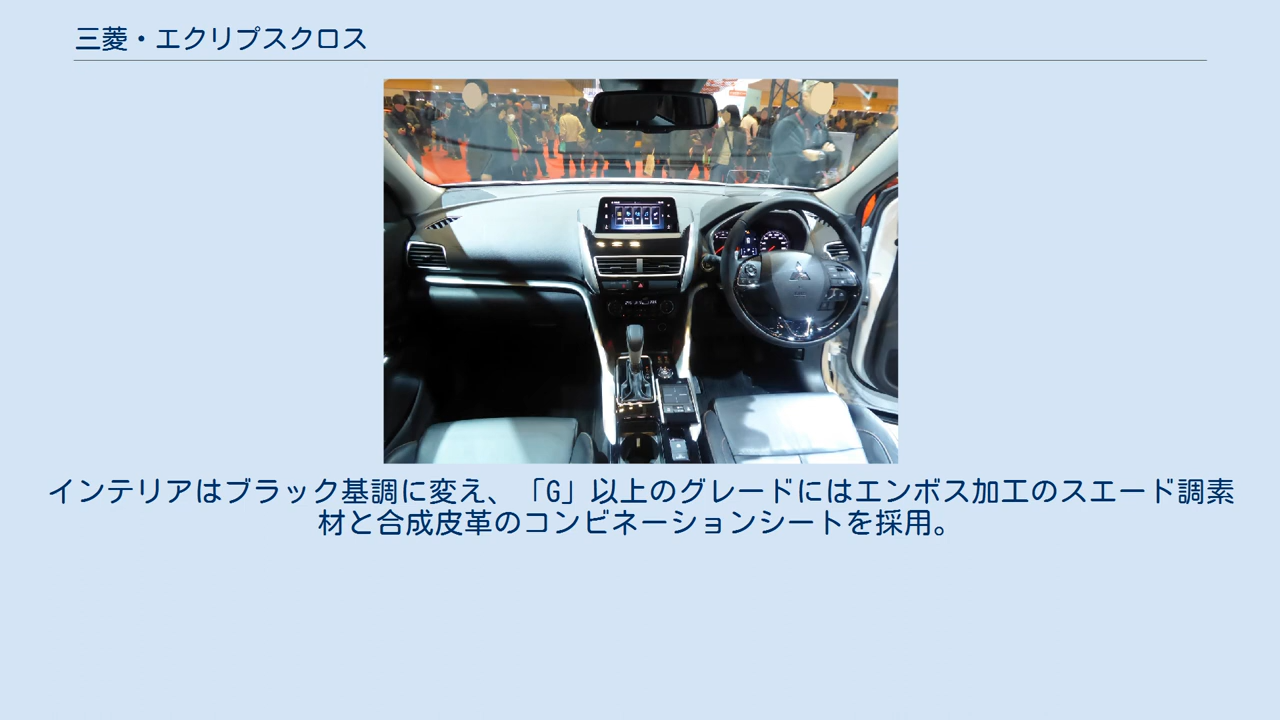 三菱・エクリプスクロス
インテリアはブラック基調に変え、「G」以上のグレードにはエンボス加工のスエード調素
材と合成皮革のコンビネーションシートを採用。